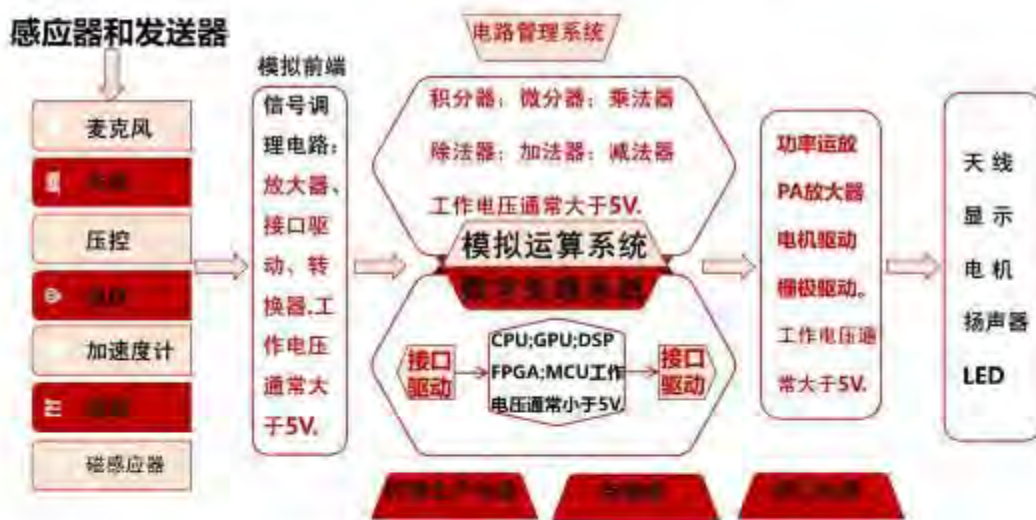 感应器和发送器
麦克风
压控
加速度计
磁感应器
模拟前端
信号调
理电路：
放大器、
接口驱
动、转
换器.工
作电压
通常大
于5V.
电路管理系统
积分器；微分器；乘法器
除法器；加法器；减法器
工作电压通常大于5V.
模拟运算系统
接口
驱动
CPU;GPU;DSP
FPGA;MCU工作
电压通常小于5V.
接口
驱动
功率运放
PA放大器
电机驱动
栅极驱动。
工作电压通
常大于5V.
天线
显示
电机
扬声器
LED